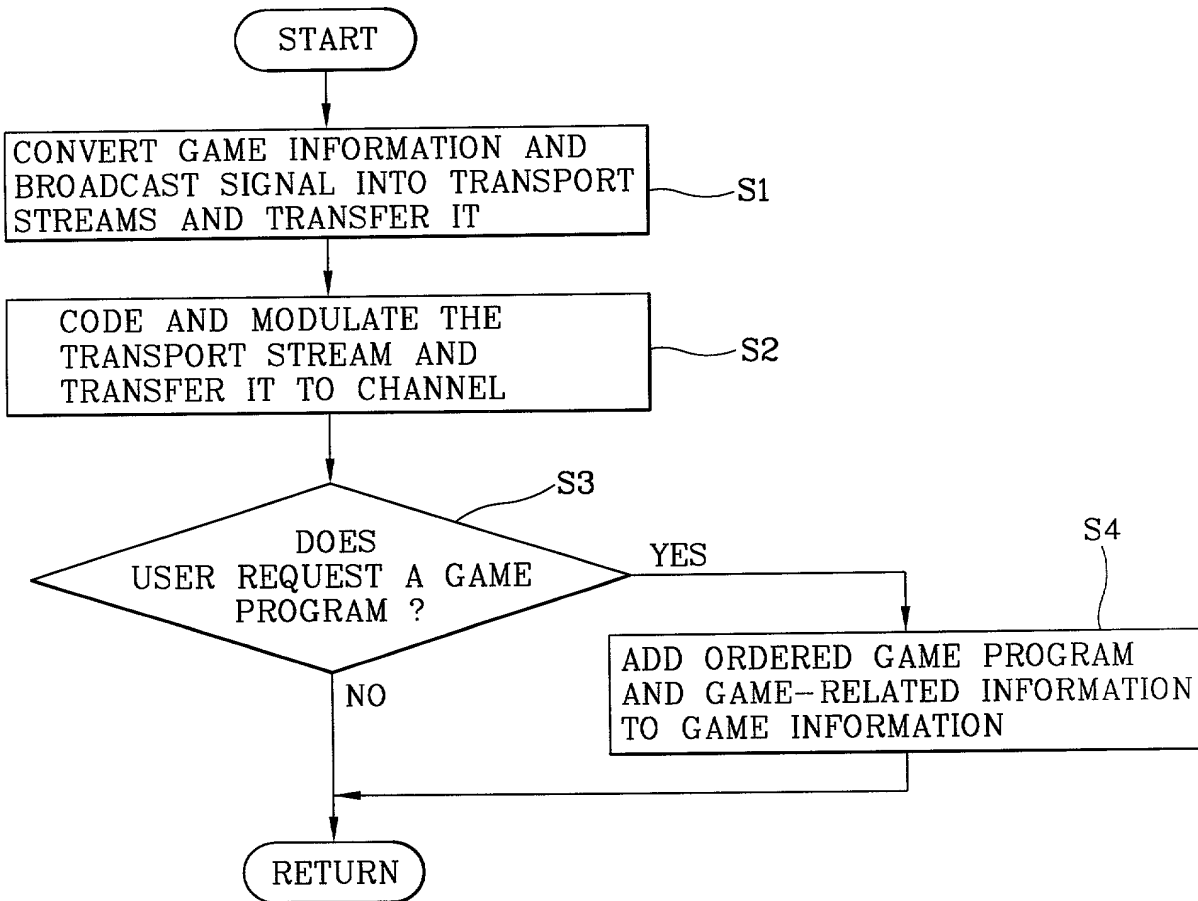 START
CONVERT GAME INFORMATION AND
BROADCAST SIGNAL INTO TRANSPORT
STREAMS AND TRANSFER IT
S1
CODE AND MODULATE THE
TRANSPORT STREAM AND
TRANSFER IT TO CHANNEL
S2
S3
DOES
USER REQUEST A GAME
PROGRAM ?
YES
NO
S4
ADD ORDERED GAME PROGRAM
AND GAME-RELATED INFORMATION
TO GAME INFORMATION
RETURN